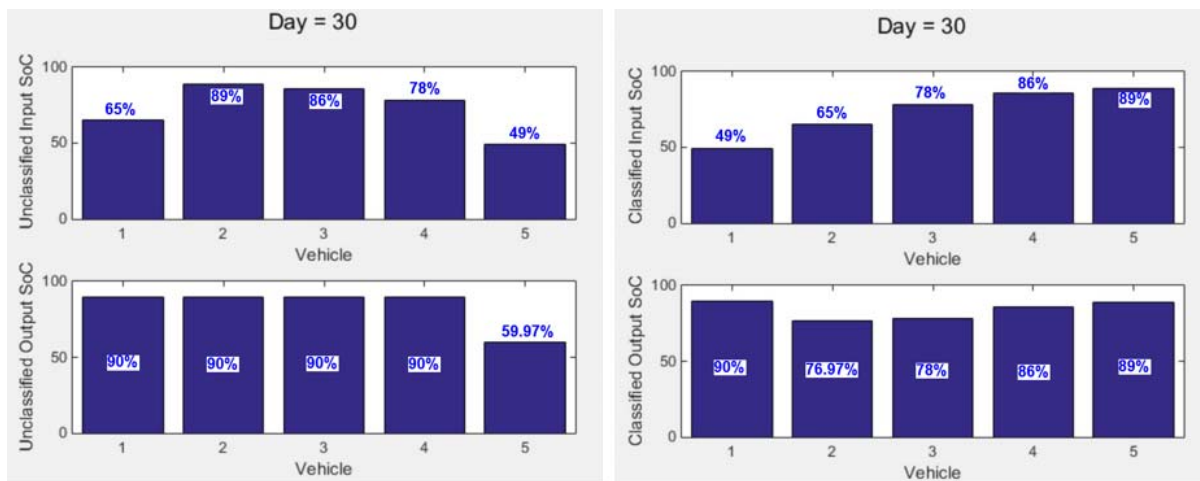 Day = 30
Unclassified Input SoC
100
50
0
65%
89%
86%
78%
49%
1 2 3 4 5
Vehicle
Unclassified Output SoC
100
50
0
90%
90%
90%
90%
59.97%
1 2 3 4 5
Vehicle
Day = 30
Classified Input SoC
100
50
0
49%
65%
78%
86%
89%
1 2 3 4 5
Vehicle
Classified Output SoC
100
50
0
90%
76.97%
78%
86%
89%
1 2 3 4 5
Vehicle